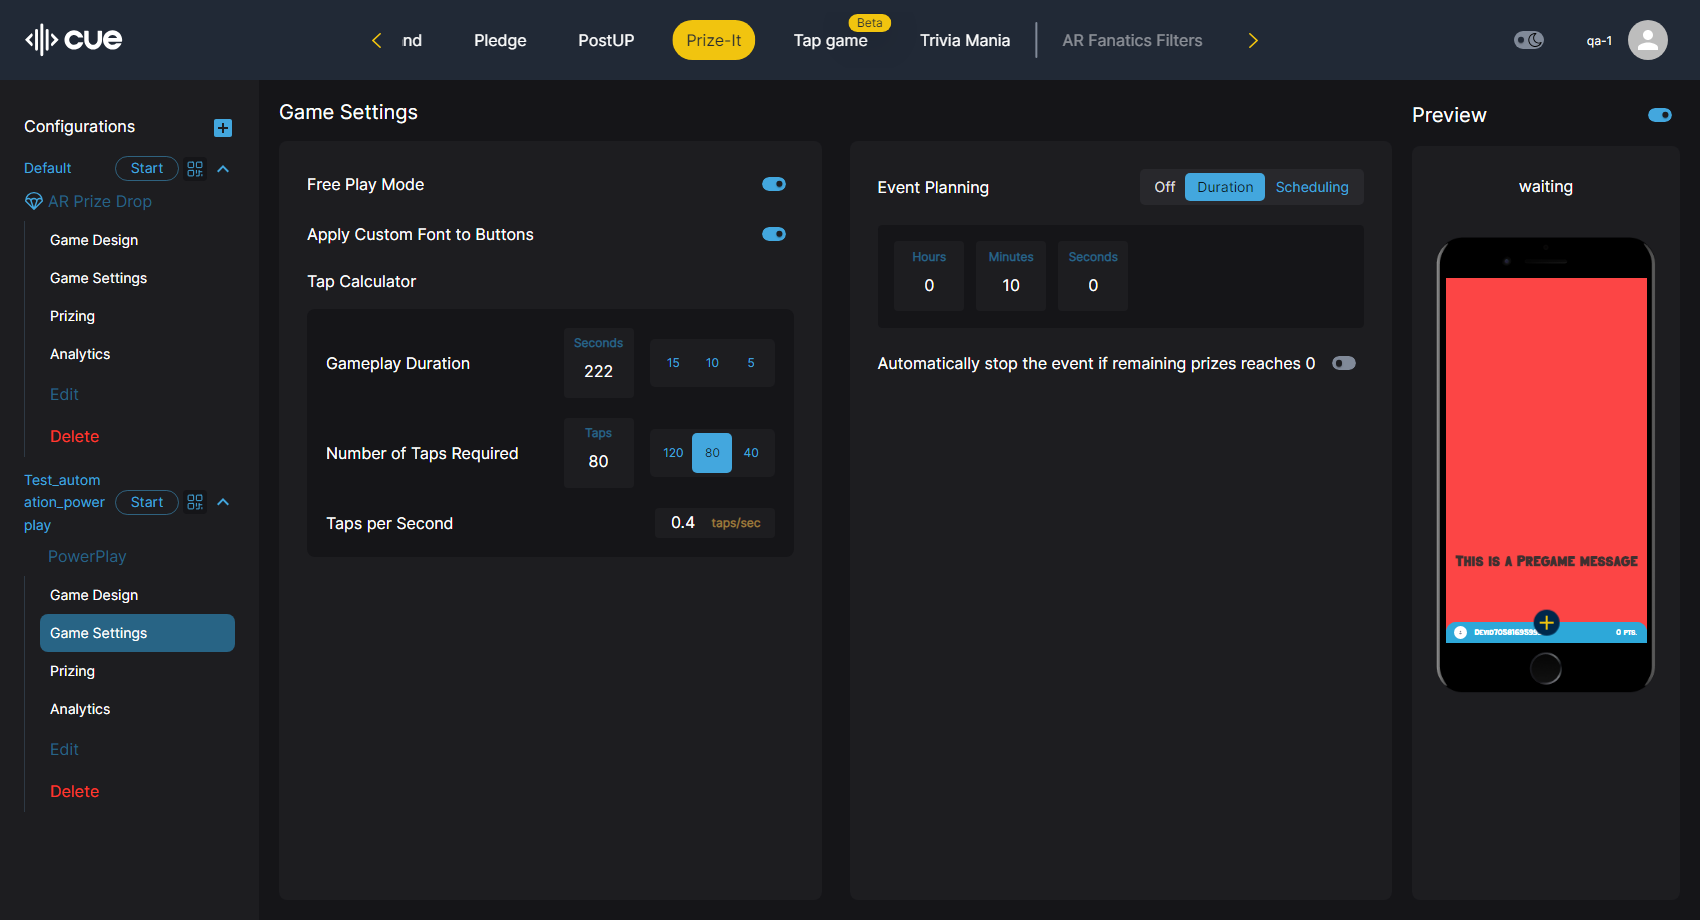 cue
nd
Pledge
PostUP
Prize-It
Beta
Tap game
Trivia Mania
AR Fanatics Filters
qa-1
Configurations
Default
Start
AR Prize Drop
Game Design
Game Settings
Prizing
Analytics
Edit
Delete
Test_autom
ation_power
play
Start
PowerPlay
Game Design
Game Settings
Prizing
Analytics
Edit
Delete
Game Settings
Free Play Mode
Apply Custom Font to Buttons
Tap Calculator
Gameplay Duration
Seconds
222
15 10 5
Number of Taps Required
Taps
80
120 80 40
Taps per Second
0.4 taps/sec
Event Planning
Off Duration Scheduling
Hours Minutes Seconds
0 10 0
Automatically stop the event if remaining prizes reaches 0
Preview
waiting
This is a Pregame message
0 pts.